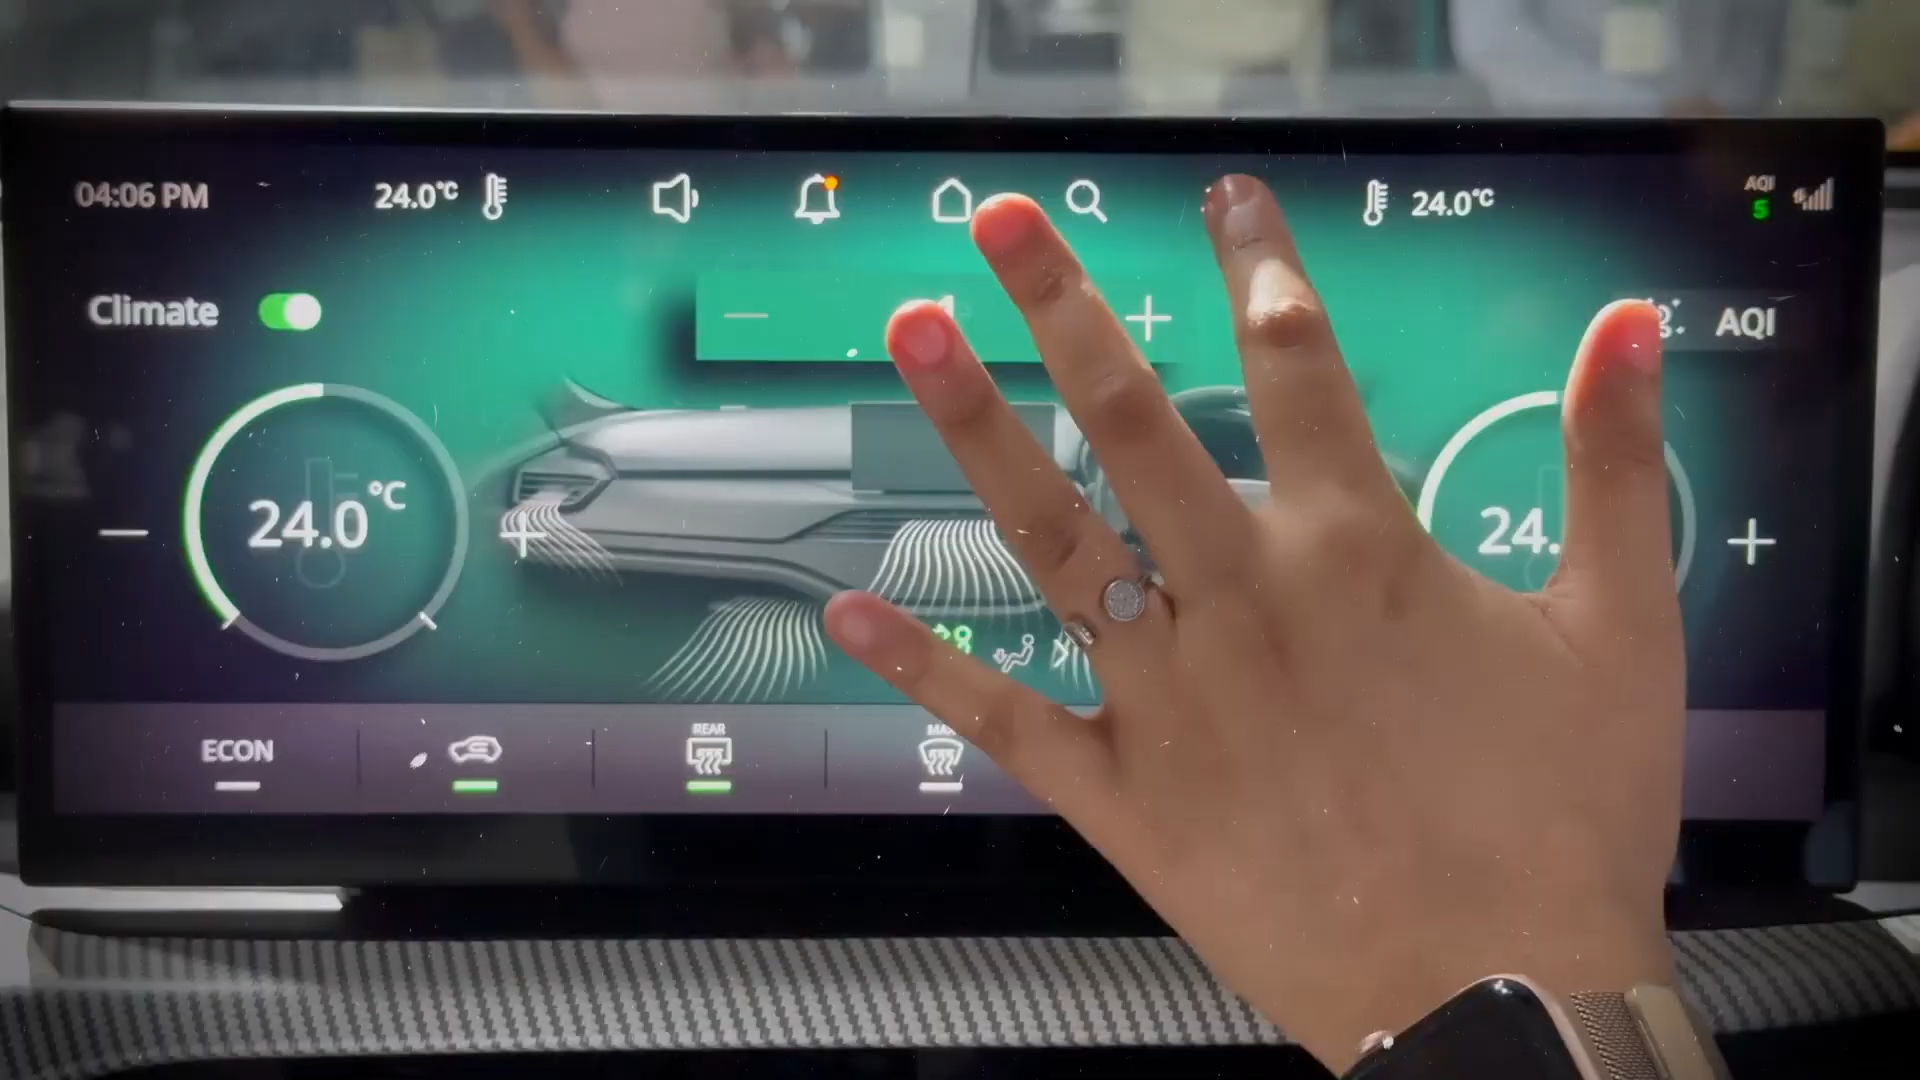 04:06 PM
24.0°C
24.0°C
AQI
5
Climate
AQI
24.0 °C
24.
ECON
REAR